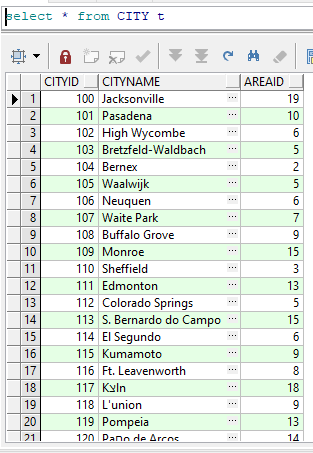 select * from CITY t
CITYID CITYNAME AREAID
1 100 Jacksonville ... 19
2 101 Pasadena ... 10
3 102 High Wycombe ... 6
4 103 Bretzfeld-Waldbach ... 5
5 104 Bernex ... 2
6 105 Waalwijk ... 5
7 106 Neuquen ... 6
8 107 Waite Park ... 7
9 108 Buffalo Grove ... 9
10 109 Monroe ... 15
11 110 Sheffield ... 3
12 111 Edmonton ... 13
13 112 Colorado Springs ... 5
14 113 S. Bernardo do Campo ... 15
15 114 El Segundo ... 6
16 115 Kumamoto ... 9
17 116 Ft. Leavenworth ... 8
18 117 Kצln ... 18
19 118 L'union ... 9
20 119 Pompeia ... 13
21 120 Paחo de Arcos ... 14